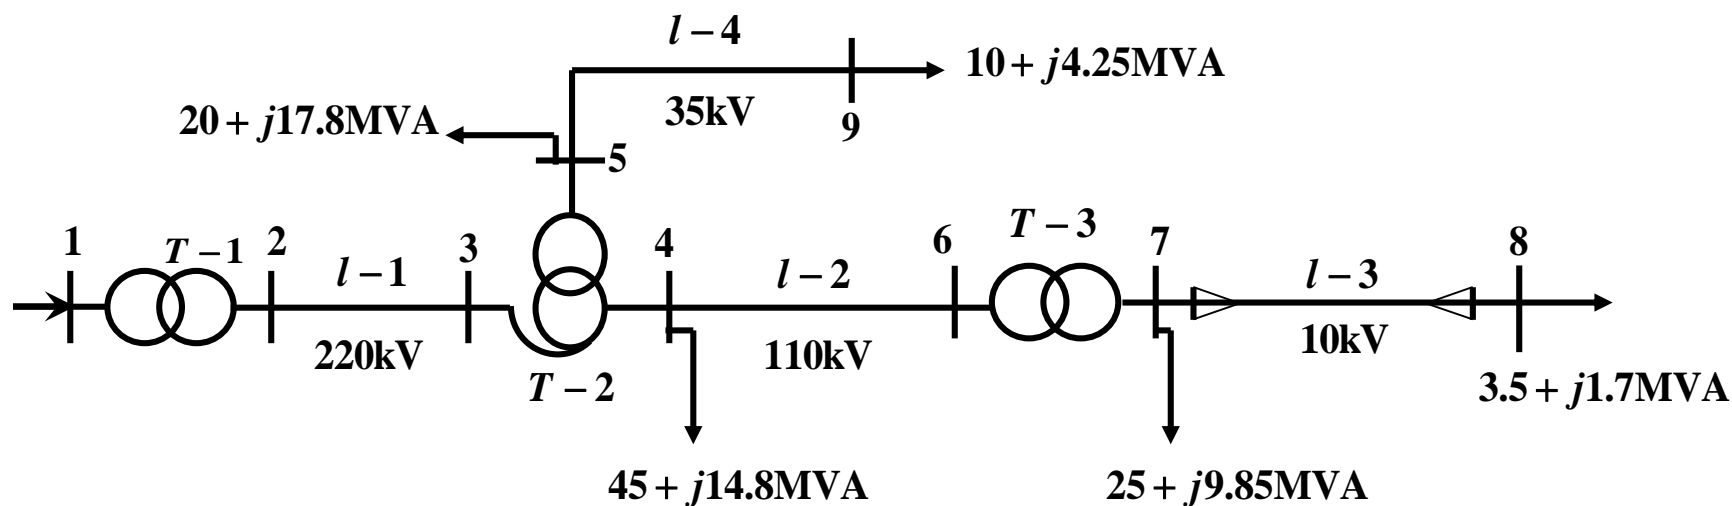 l − 4
10 + j4.25MVA
35kV
20 + j17.8MVA
9
5
1
T − 1
2
3
4
6
T − 3
7
8
l − 1
l − 2
l − 3
220kV
110kV
10kV
T − 2
3.5 + j1.7MVA
45 + j14.8MVA
25 + j9.85MVA